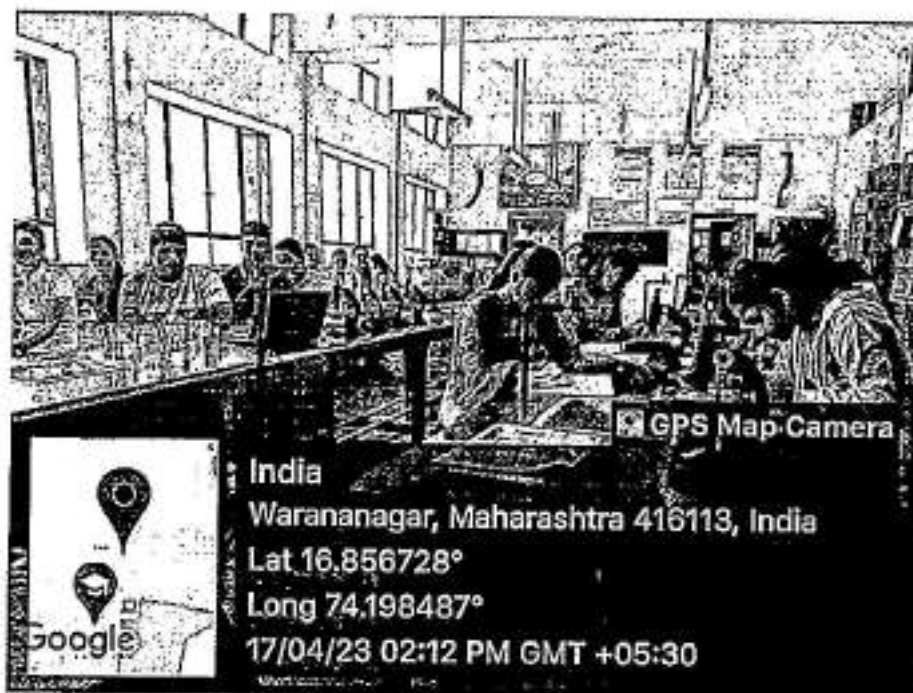 GPS Map Camera
India
Warananagar, Maharashtra 416113, India
Lat 16.856728°
Long 74.198487°
17/04/23 02:12 PM GMT +05:30
Google